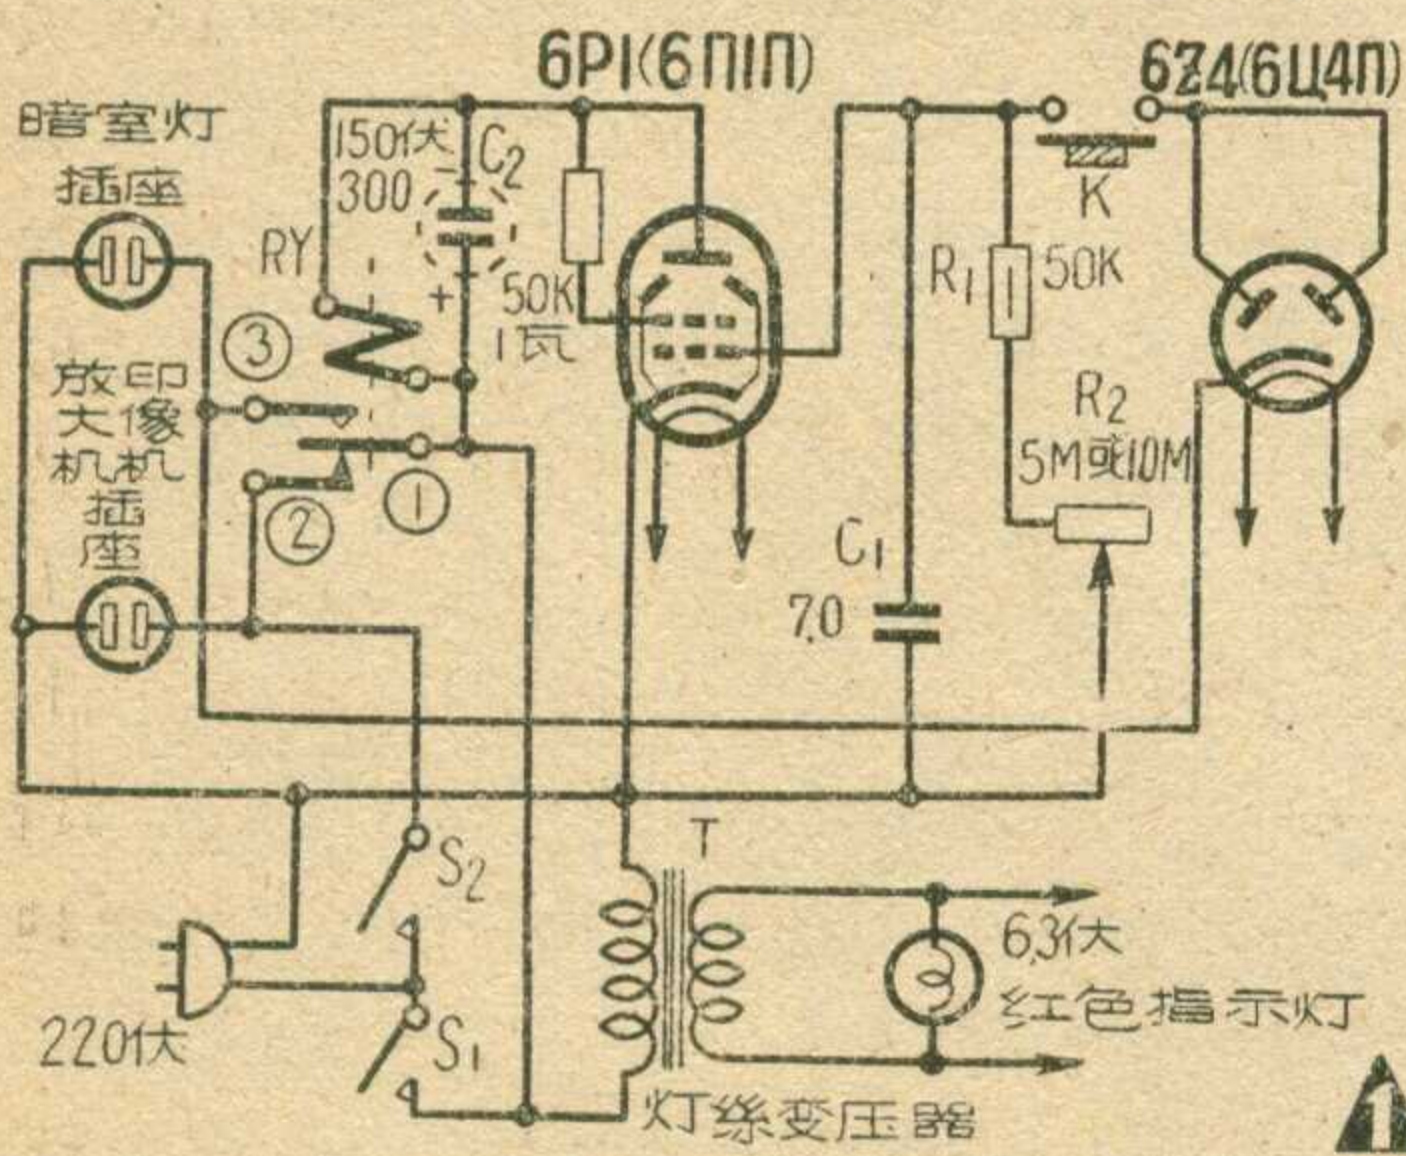 6P1(6П1П)
6Z4(6Ц4П)
暗室灯
插座
150伏
300
C2
-
+
RY
50K
1瓦
K
R1
50K
R2
5M或10M
③
①
②
放大机
印像机
插座
C1
7,0
S2
S1
T
220伏
6,3伏
红色指示灯
灯絲变压器
1